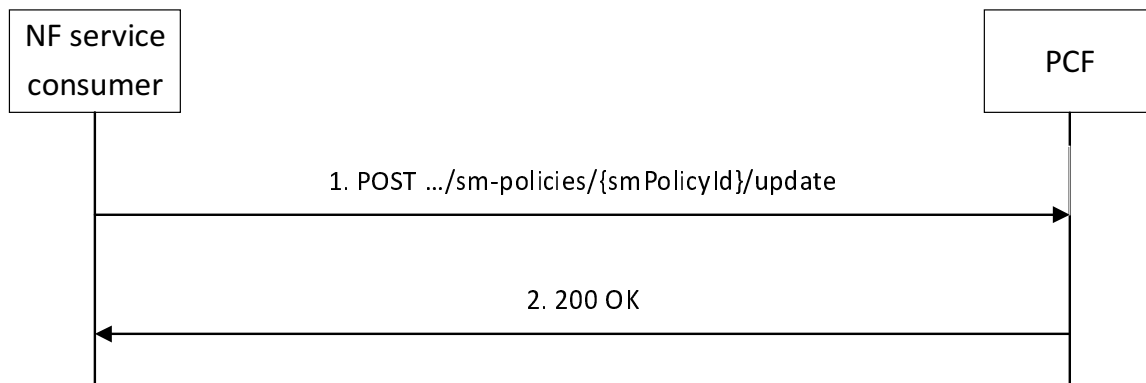 NF service
consumer
PCF
1. POST …/sm-policies/{smPolicyId}/update
2. 200 OK